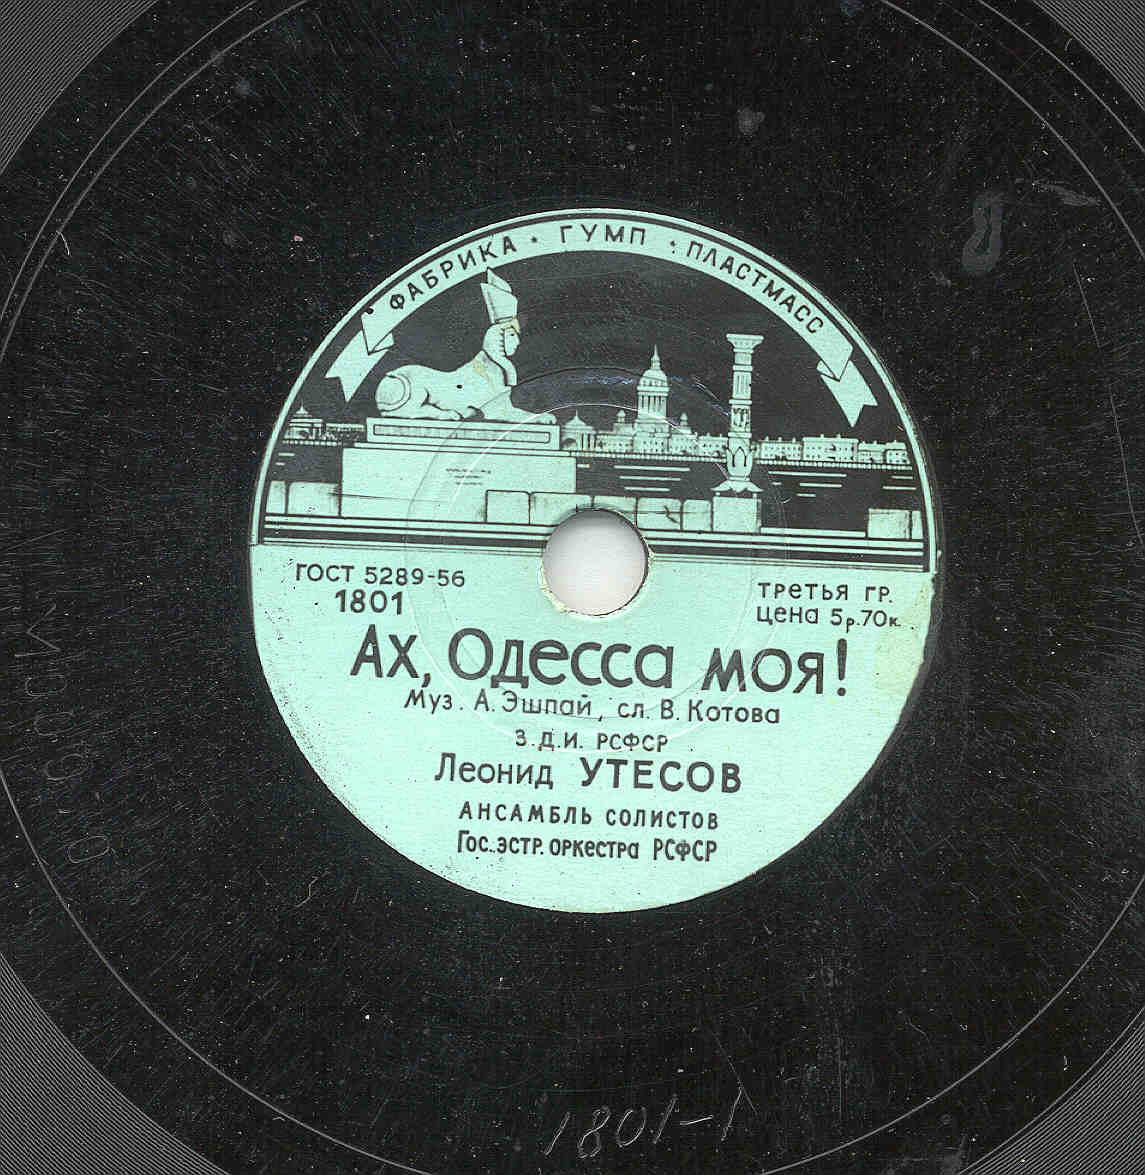 ФАБРИКА · ГУМП · ПЛАСТМАСС
ГОСТ 5289-56
1801
ТРЕТЬЯ ГР.
ЦЕНА 5р.70к.
Ах, Одесса моя!
Муз. А. Эшпай, сл. В. Котова
З.Д.И. РСФСР
Леонид УТЕСОВ
АНСАМБЛЬ СОЛИСТОВ
Гос. эстр. оркестра РСФСР
1801-1